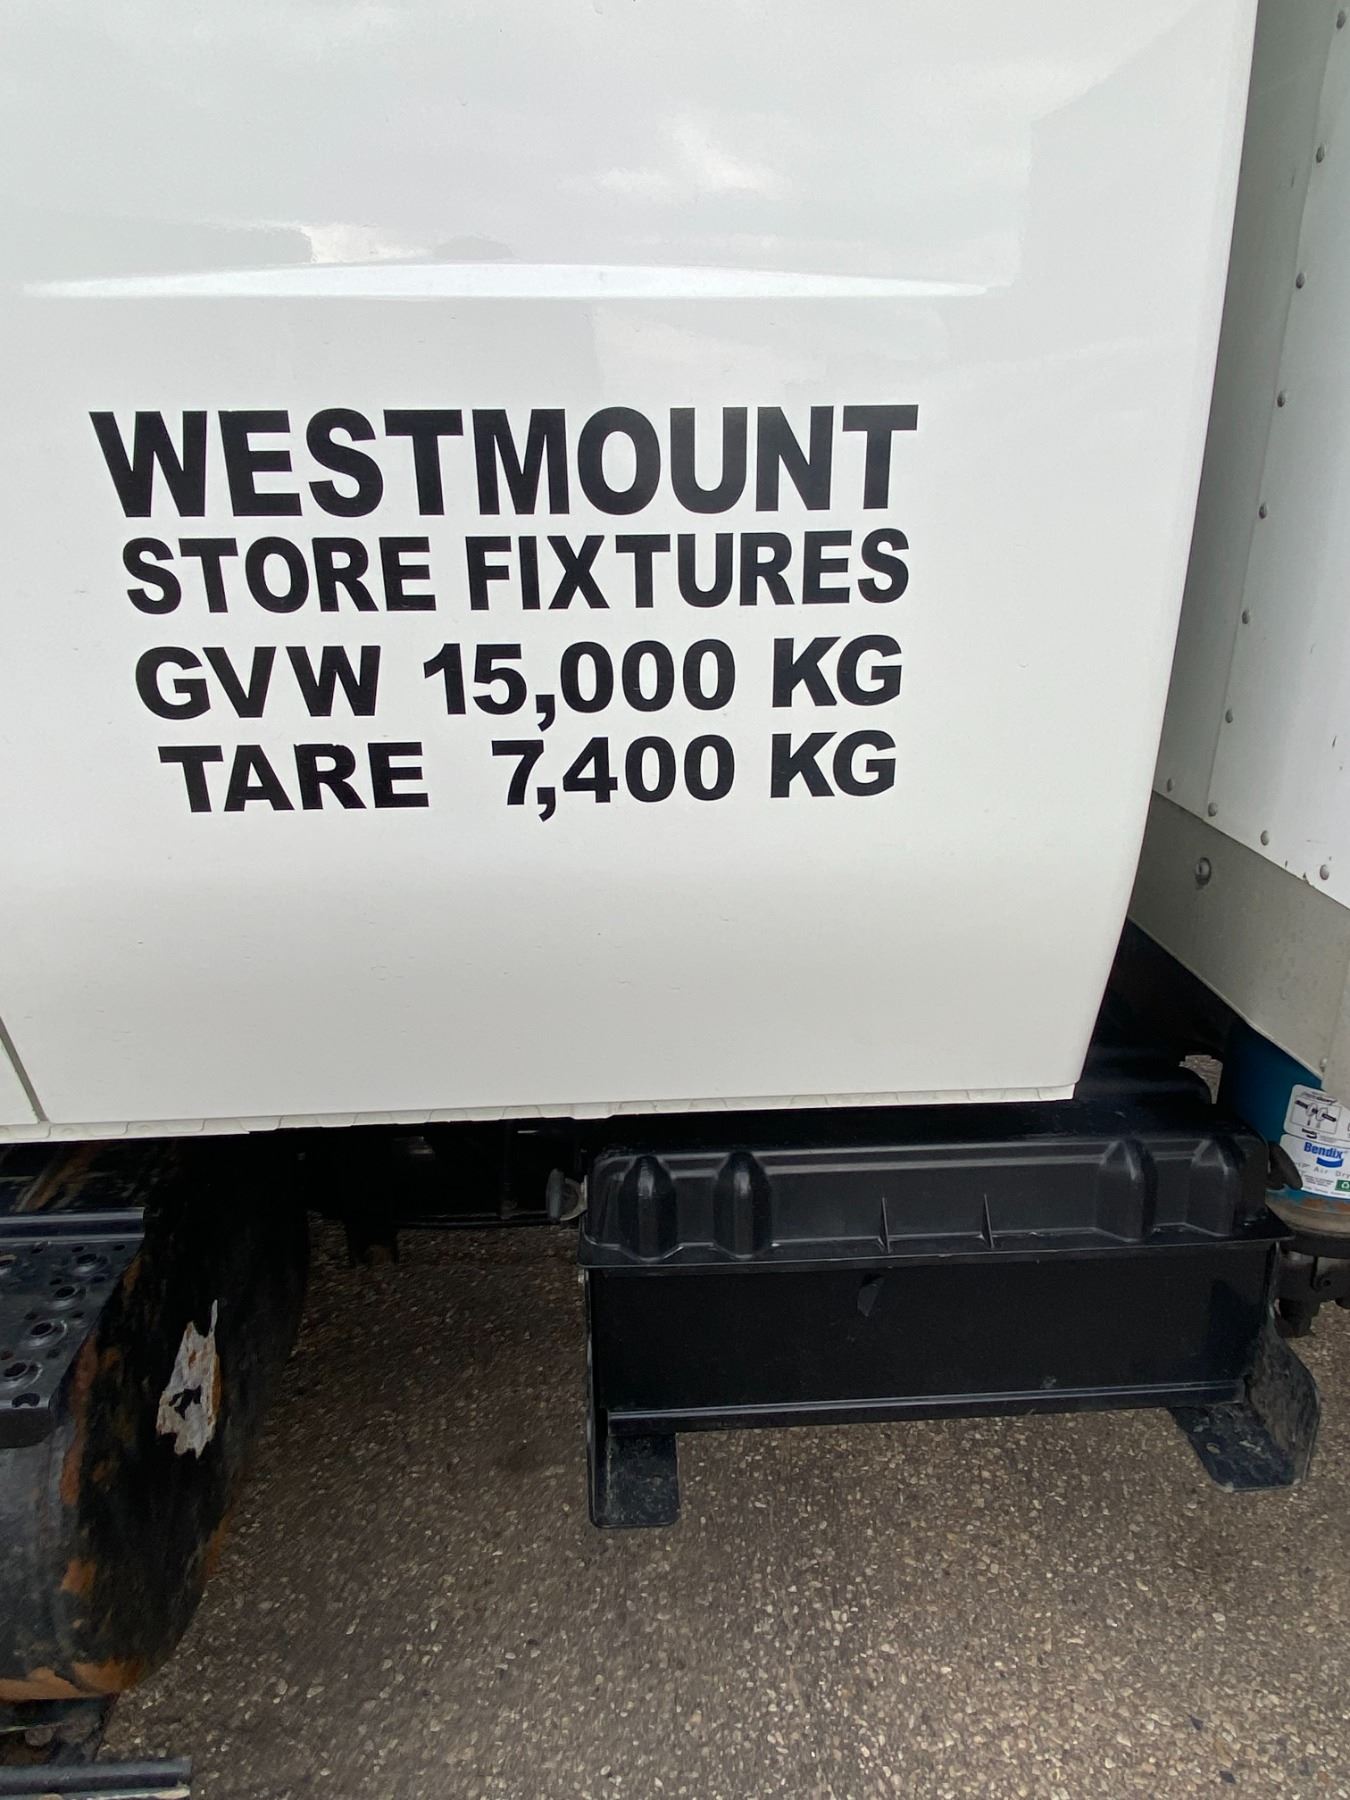 WESTMOUNT
STORE FIXTURES
GVW 15,000 KG
TARE 7,400 KG
Bendix